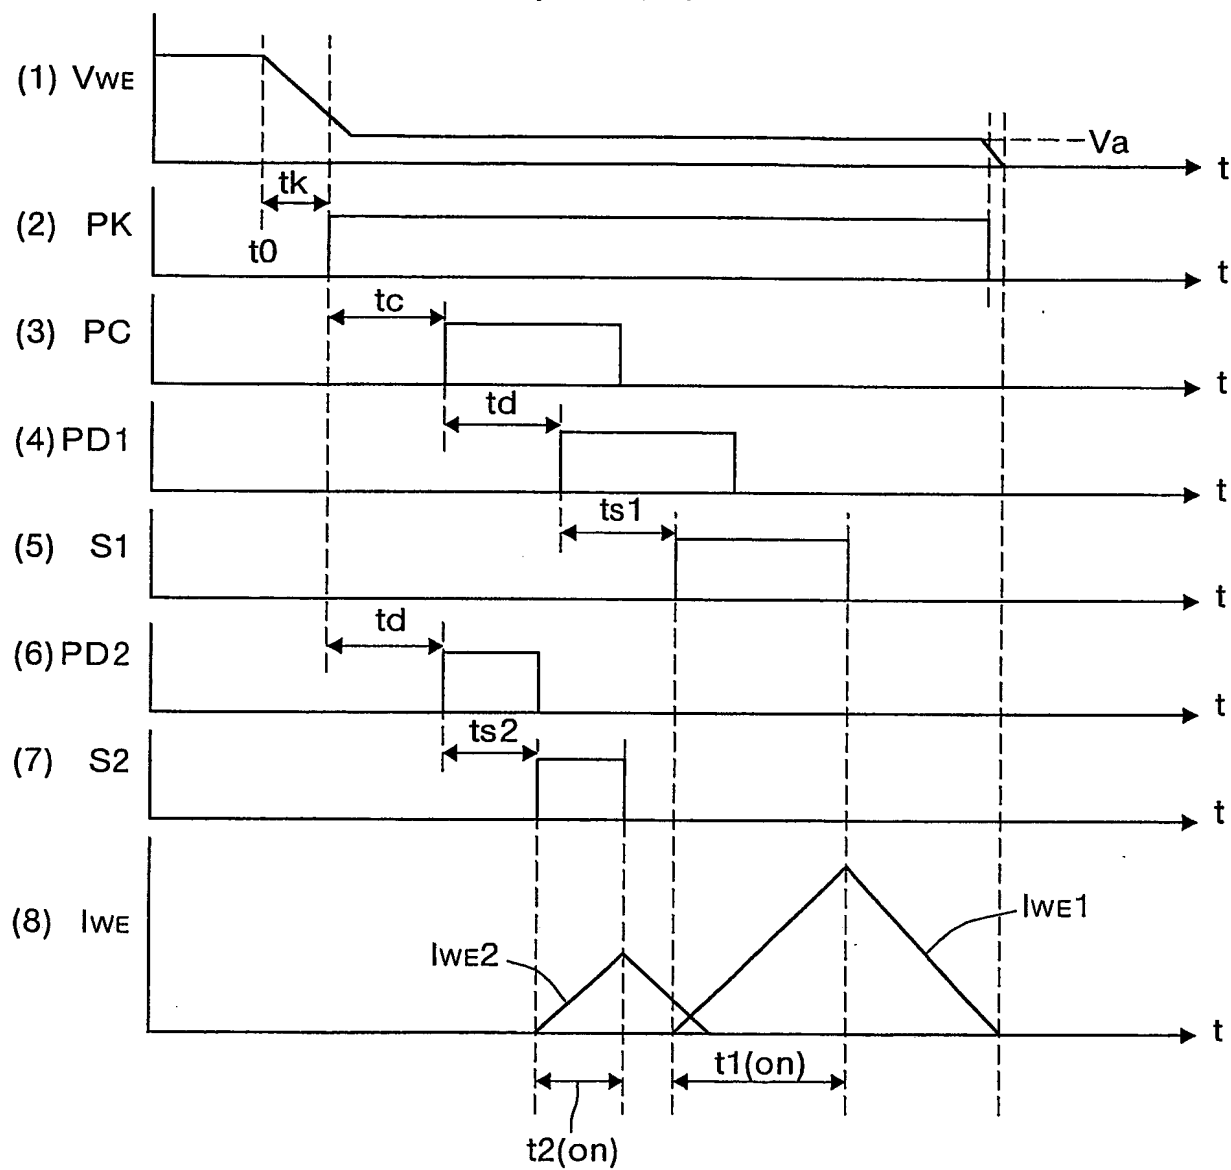 (1) VWE
Va
t
tk
(2) PK
t0
t
tc
(3) PC
t
td
(4) PD1
t
ts1
(5) S1
t
td
(6) PD2
t
ts2
(7) S2
t
(8) IWE
IWE1
IWE2
t
t1(on)
t2(on)